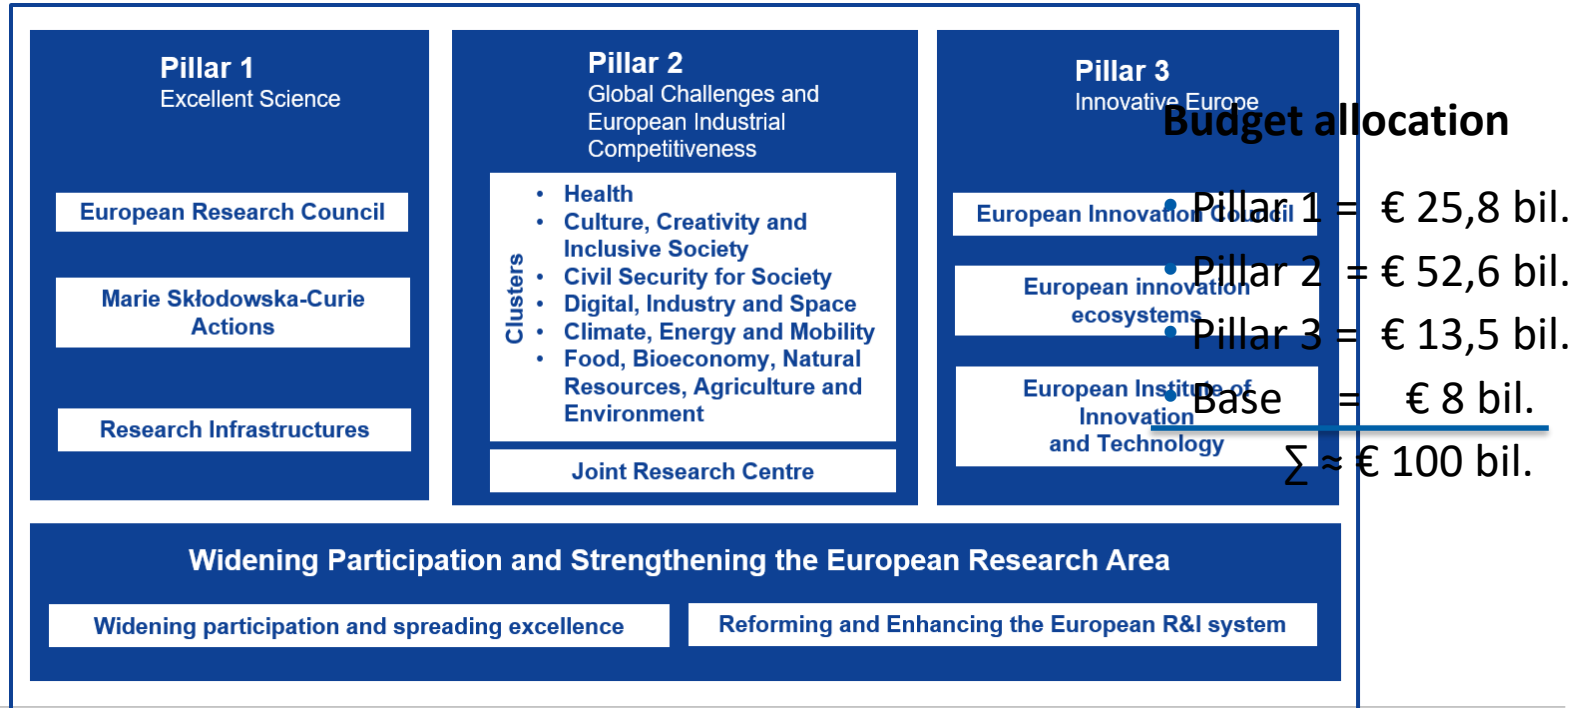 Pillar 1
Excellent Science
European Research Council
Marie Skłodowska-Curie
Actions
Research Infrastructures
Pillar 2
Global Challenges and
European Industrial
Competitiveness
Clusters
• Health
• Culture, Creativity and
Inclusive Society
• Civil Security for Society
• Digital, Industry and Space
• Climate, Energy and Mobility
• Food, Bioeconomy, Natural
Resources, Agriculture and
Environment
Joint Research Centre
Pillar 3
Innovative Europe
European Innovation Council
European innovation
ecosystems
European Institute of
Innovation
and Technology
Widening Participation and Strengthening the European Research Area
Widening participation and spreading excellence
Reforming and Enhancing the European R&I system
Budget allocation
• Pillar 1 = € 25,8 bil.
• Pillar 2 = € 52,6 bil.
• Pillar 3 = € 13,5 bil.
• Base = € 8 bil.
∑ ≈ € 100 bil.